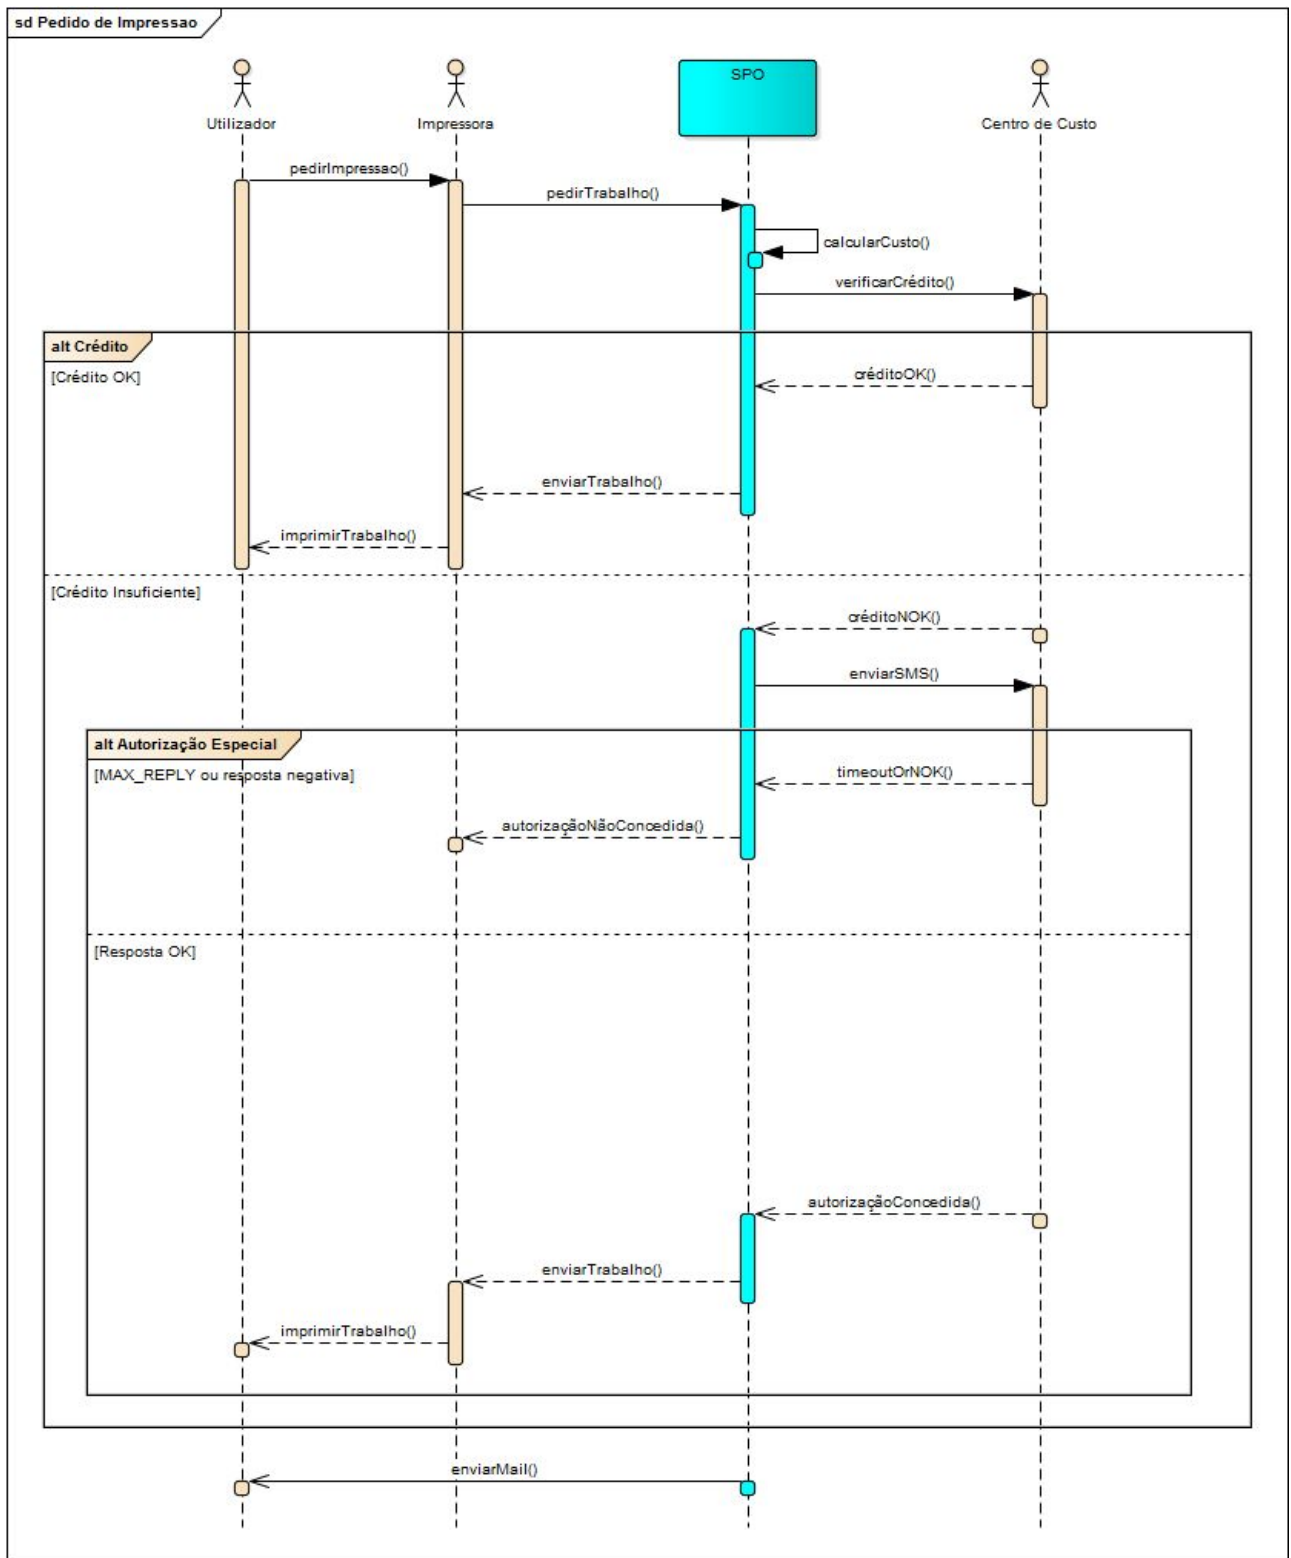 sd Pedido de Impressao
SPO
Utilizador
Impressora
Centro de Custo
pedirImpressao()
pedirTrabalho()
calcularCusto()
verificarCrédito()
alt Crédito
[Crédito OK]
créditoOK()
enviarTrabalho()
imprimirTrabalho()
[Crédito Insuficiente]
créditoNOK()
enviarSMS()
alt Autorização Especial
[MAX_REPLY ou resposta negativa]
timeoutOrNOK()
autorizaçãoNãoConcedida()
[Resposta OK]
autorizaçãoConcedida()
enviarTrabalho()
imprimirTrabalho()
enviarMail()